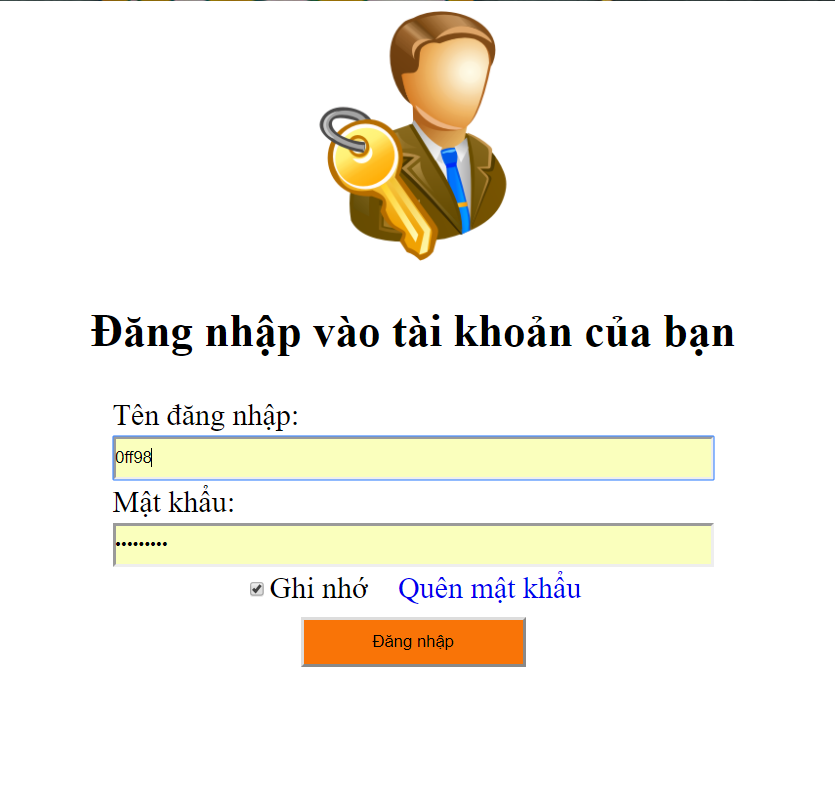 Đăng nhập vào tài khoản của bạn
Tên đăng nhập:
0ff98
Mật khẩu:
•••••••••
Ghi nhớ Quên mật khẩu
Đăng nhập